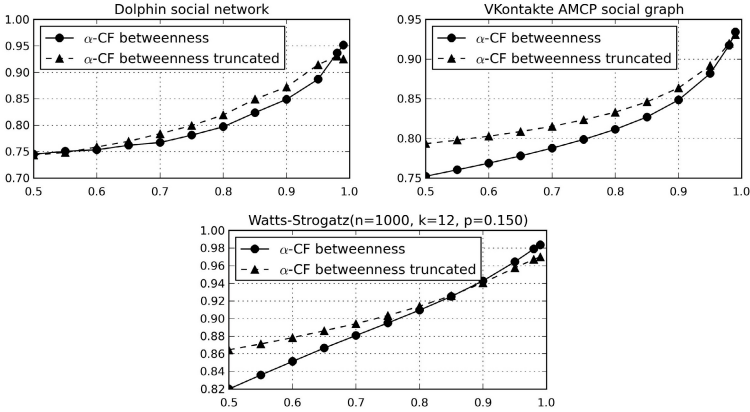 Dolphin social network
1.00
0.95
0.90
0.85
0.80
0.75
0.70
α-CF betweenness
α-CF betweenness truncated
0.5 0.6 0.7 0.8 0.9 1.0
VKontakte AMCP social graph
0.95
0.90
0.85
0.80
0.75
α-CF betweenness
α-CF betweenness truncated
0.5 0.6 0.7 0.8 0.9 1.0
Watts-Strogatz(n=1000, k=12, p=0.150)
1.00
0.98
0.96
0.94
0.92
0.90
0.88
0.86
0.84
0.82
α-CF betweenness
α-CF betweenness truncated
0.5 0.6 0.7 0.8 0.9 1.0